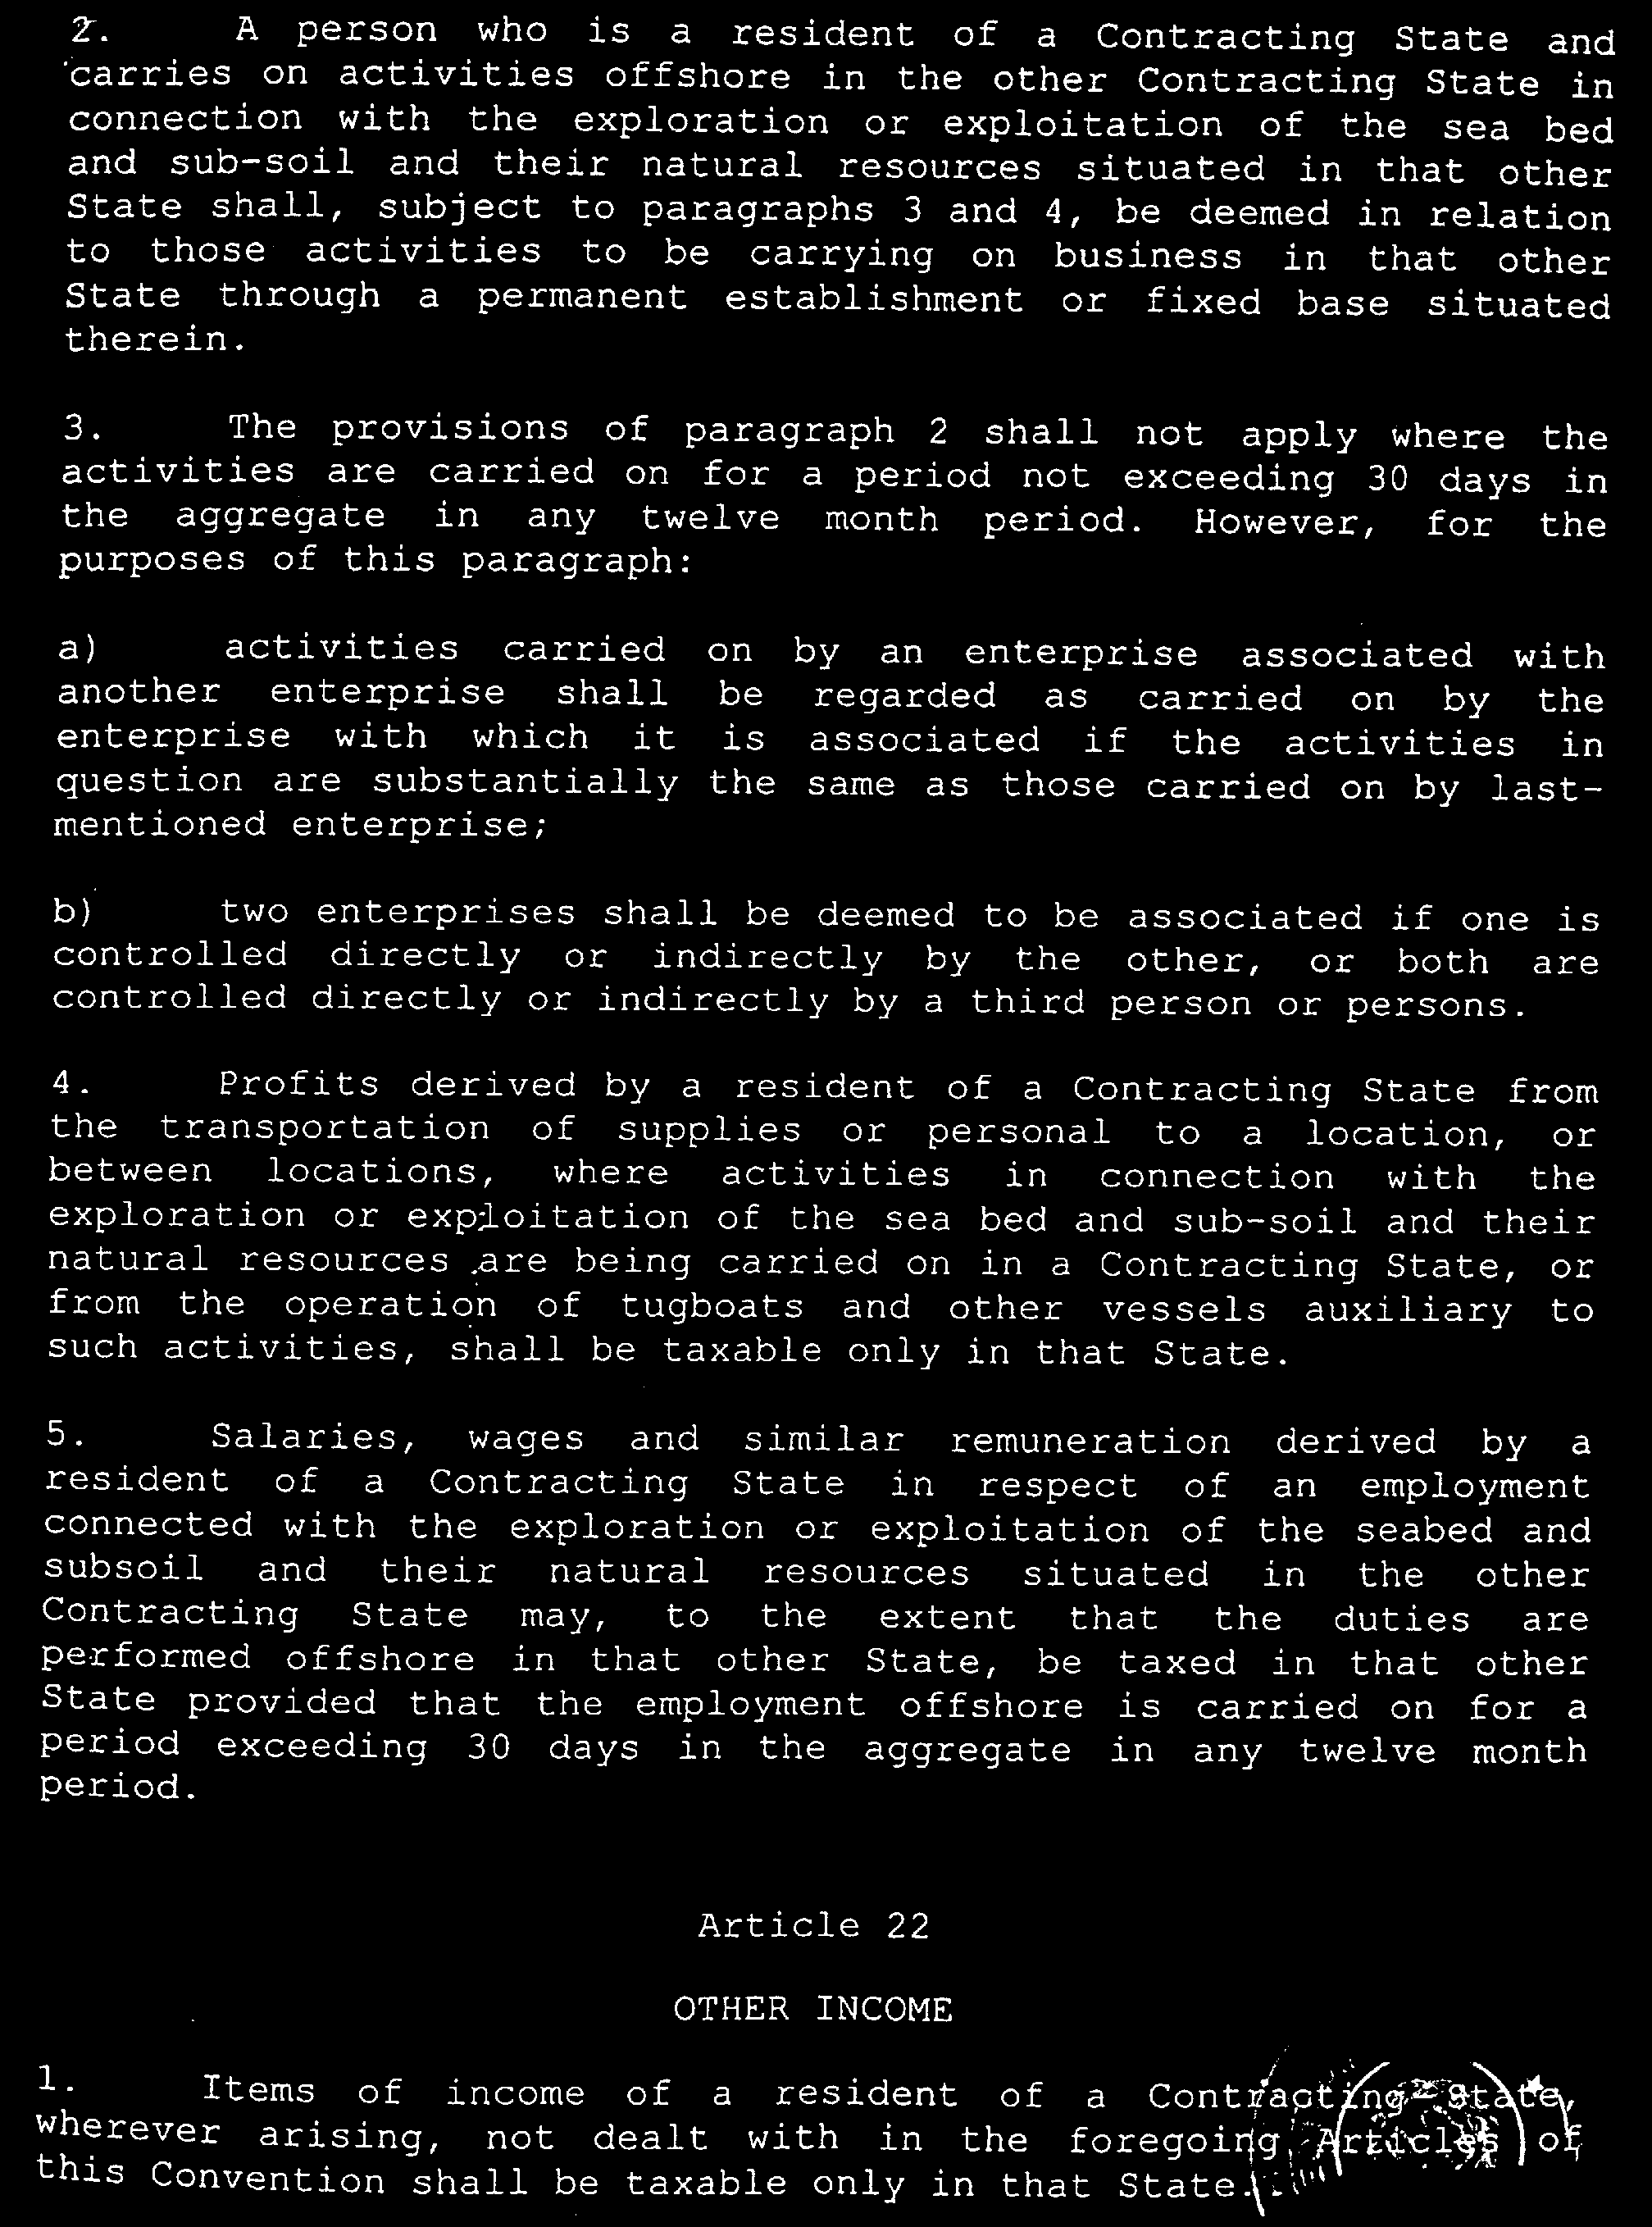 2. A person who is a resident of a Contracting State and
carries on activities offshore in the other Contracting State in
connection with the exploration or exploitation of the sea bed
and sub-soil and their natural resources situated in that other
State shall, subject to paragraphs 3 and 4, be deemed in relation
to those activities to be carrying on business in that other
State through a permanent establishment or fixed base situated
therein.
3. The provisions of paragraph 2 shall not apply where the
activities are carried on for a period not exceeding 30 days in
the aggregate in any twelve month period. However, for the
purposes of this paragraph:
a) activities carried on by an enterprise associated with
another enterprise shall be regarded as carried on by the
enterprise with which it is associated if the activities in
question are substantially the same as those carried on by last-
mentioned enterprise;
b) two enterprises shall be deemed to be associated if one is
controlled directly or indirectly by the other, or both are
controlled directly or indirectly by a third person or persons.
4. Profits derived by a resident of a Contracting State from
the transportation of supplies or personal to a location, or
between locations, where activities in connection with the
exploration or exploitation of the sea bed and sub-soil and their
natural resources are being carried on in a Contracting State, or
from the operation of tugboats and other vessels auxiliary to
such activities, shall be taxable only in that State.
5. Salaries, wages and similar remuneration derived by a
resident of a Contracting State in respect of an employment
connected with the exploration or exploitation of the seabed and
subsoil and their natural resources situated in the other
Contracting State may, to the extent that the duties are
performed offshore in that other State, be taxed in that other
State provided that the employment offshore is carried on for a
period exceeding 30 days in the aggregate in any twelve month
period.
Article 22
OTHER INCOME
1. Items of income of a resident of a Contracting State,
wherever arising, not dealt with in the foregoing Articles of
this Convention shall be taxable only in that State.